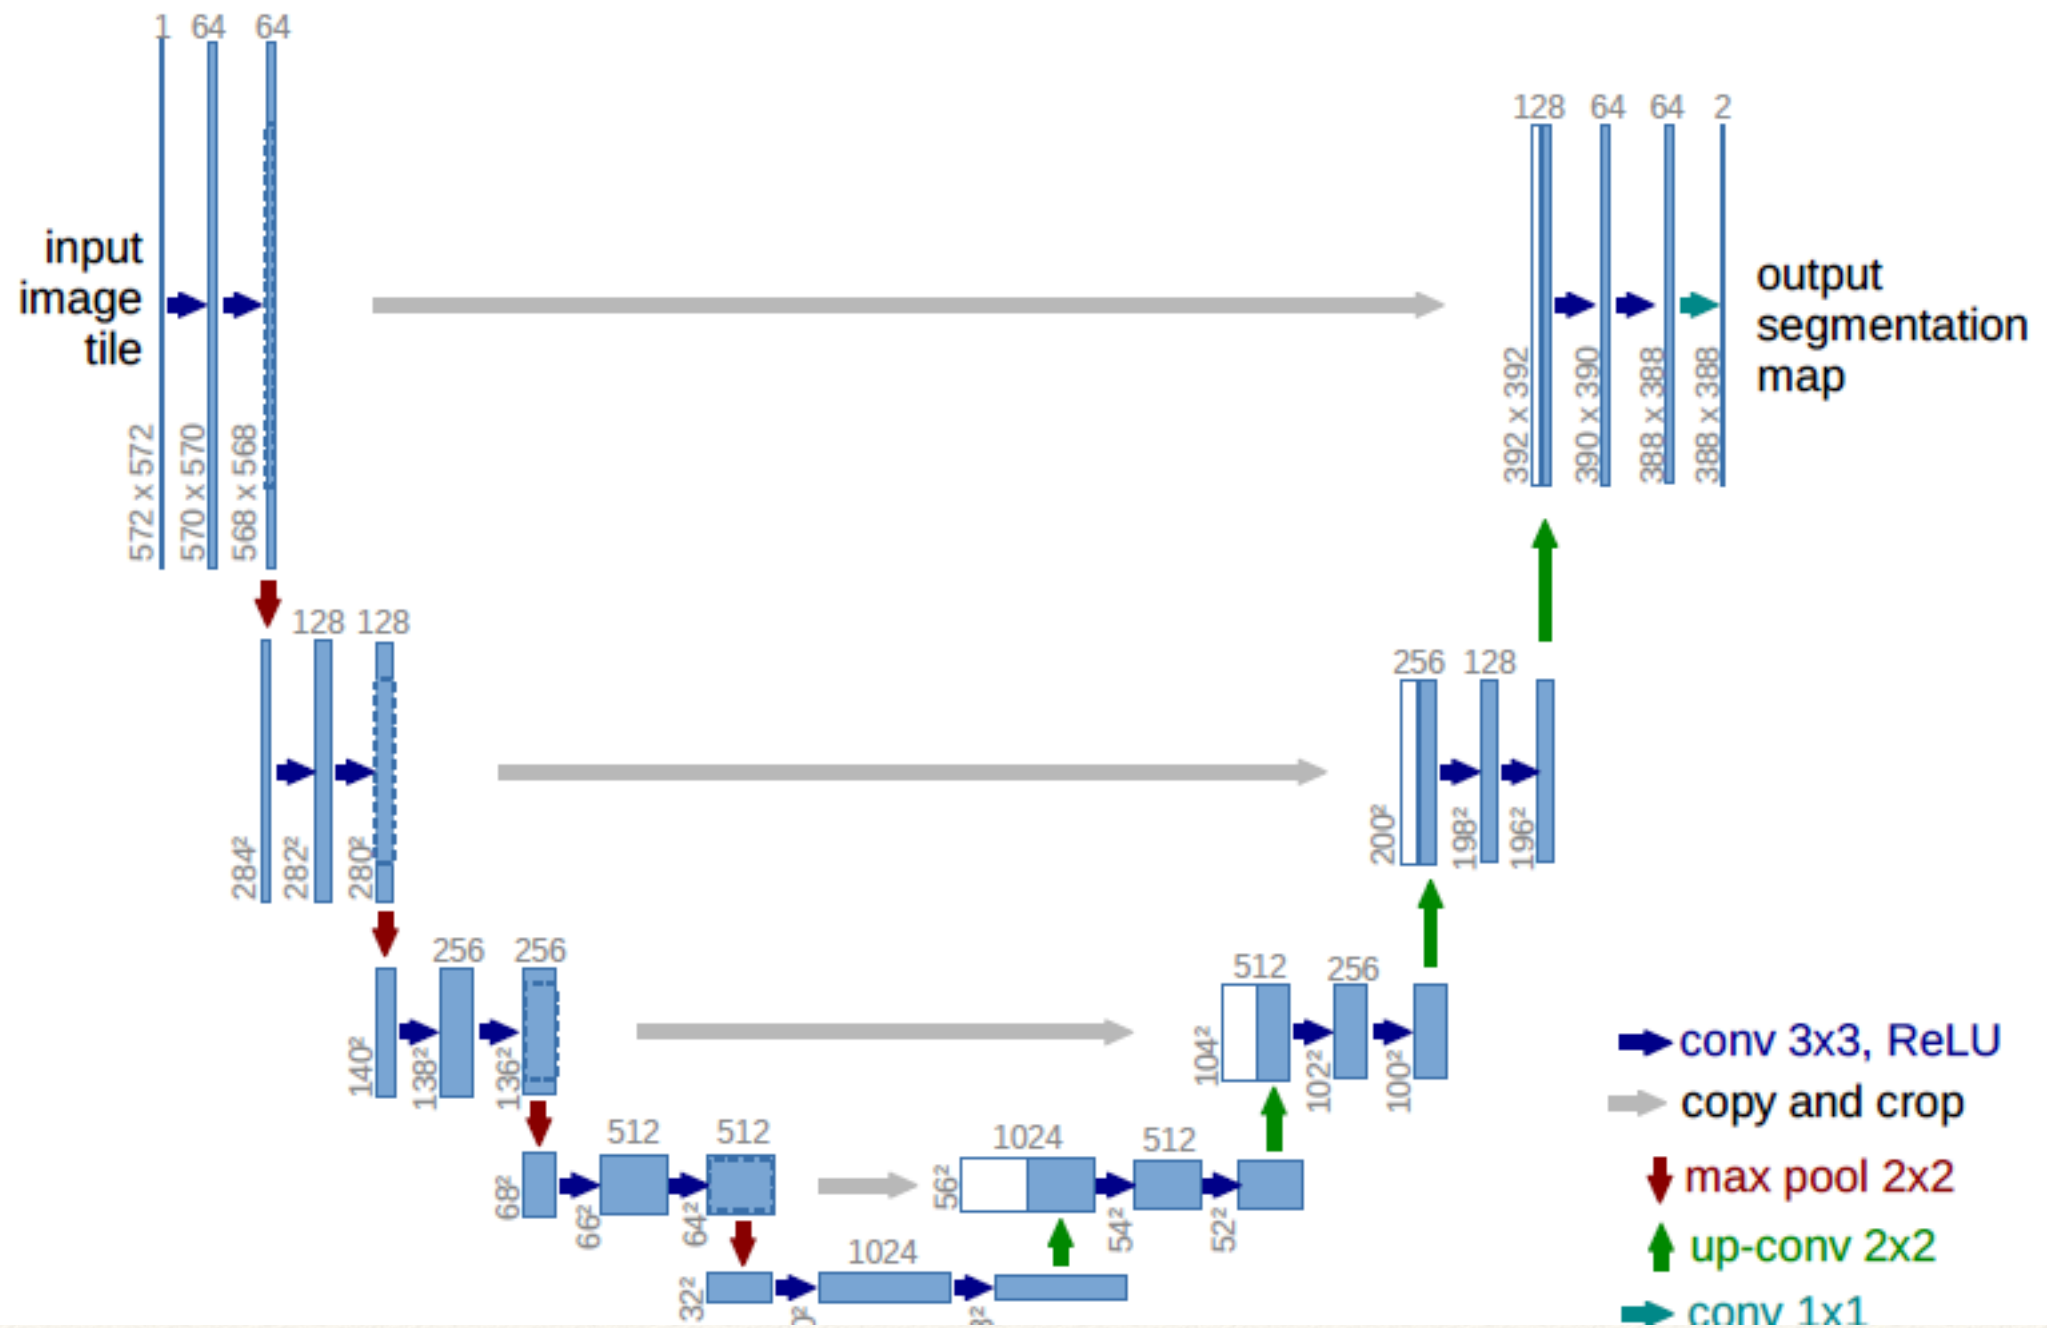 1 64 64
input
image
tile
572 x 572
570 x 570
568 x 568
128 64 64 2
392 x 392
390 x 390
388 x 388
388 x 388
output
segmentation
map
128 128
284²
282²
280²
256 128
200²
198²
196²
256 256
140²
138²
136²
512 256
104²
102²
100²
512 512
68²
66²
64²
1024 512
56²
54²
52²
1024
32²
conv 3x3, ReLU
copy and crop
max pool 2x2
up-conv 2x2
conv 1x1